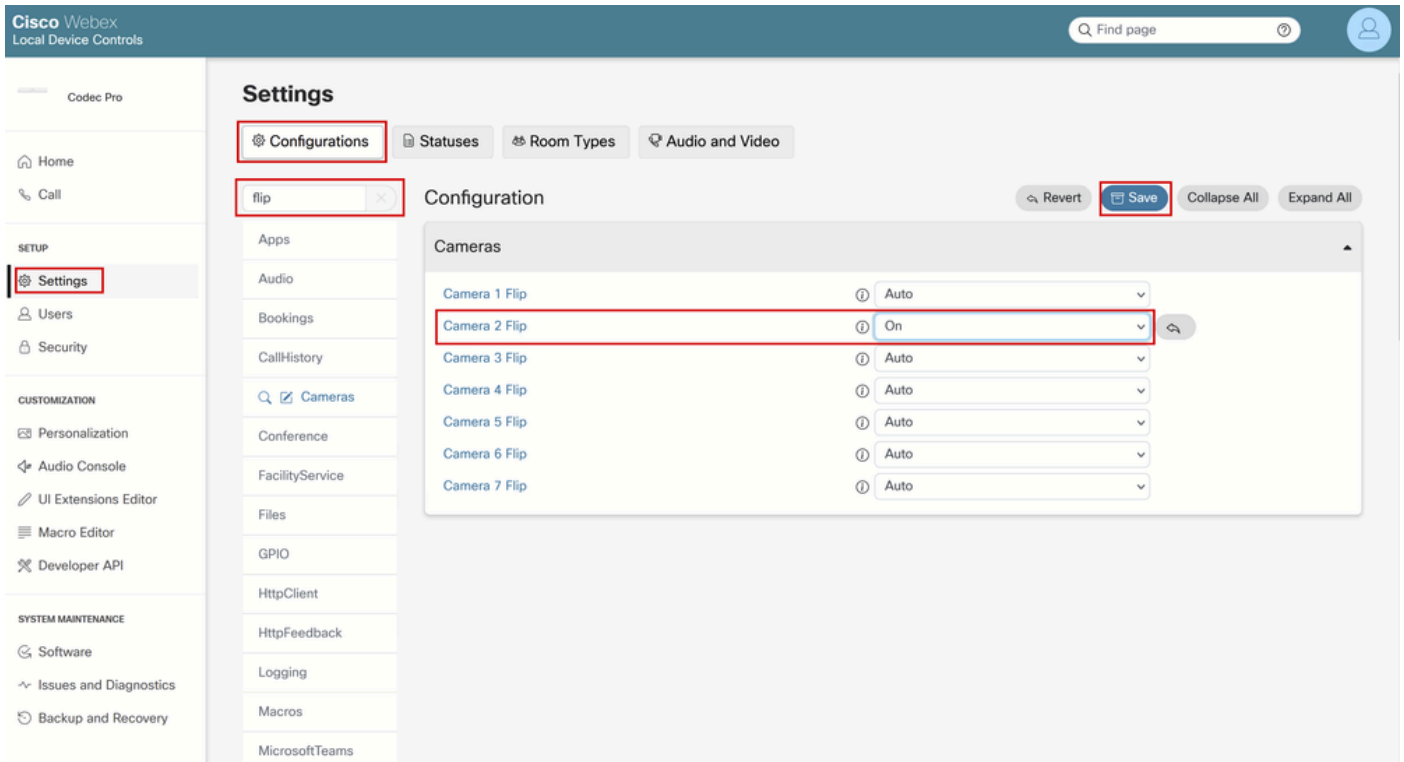 Cisco Webex
Local Device Controls
Find page
Codec Pro
Home
Call
SETUP
Settings
Users
Security
CUSTOMIZATION
Personalization
Audio Console
UI Extensions Editor
Macro Editor
Developer API
SYSTEM MAINTENANCE
Software
Issues and Diagnostics
Backup and Recovery
Settings
Configurations
Statuses
Room Types
Audio and Video
flip
Apps
Audio
Bookings
CallHistory
Cameras
Conference
FacilityService
Files
GPIO
HttpClient
HttpFeedback
Logging
Macros
MicrosoftTeams
Configuration
Revert
Save
Collapse All
Expand All
Cameras
Camera 1 Flip Auto
Camera 2 Flip On
Camera 3 Flip Auto
Camera 4 Flip Auto
Camera 5 Flip Auto
Camera 6 Flip Auto
Camera 7 Flip Auto